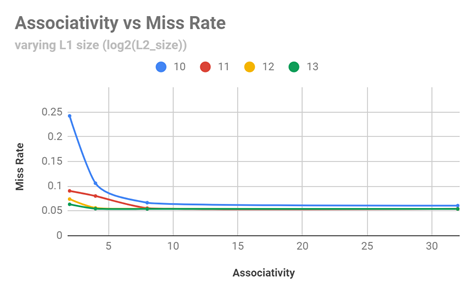 Associativity vs Miss Rate
varying L1 size (log2(L2_size))
10 11 12 13
0.25
0.2
0.15
0.1
0.05
0
Miss Rate
5 10 15 20 25 30
Associativity